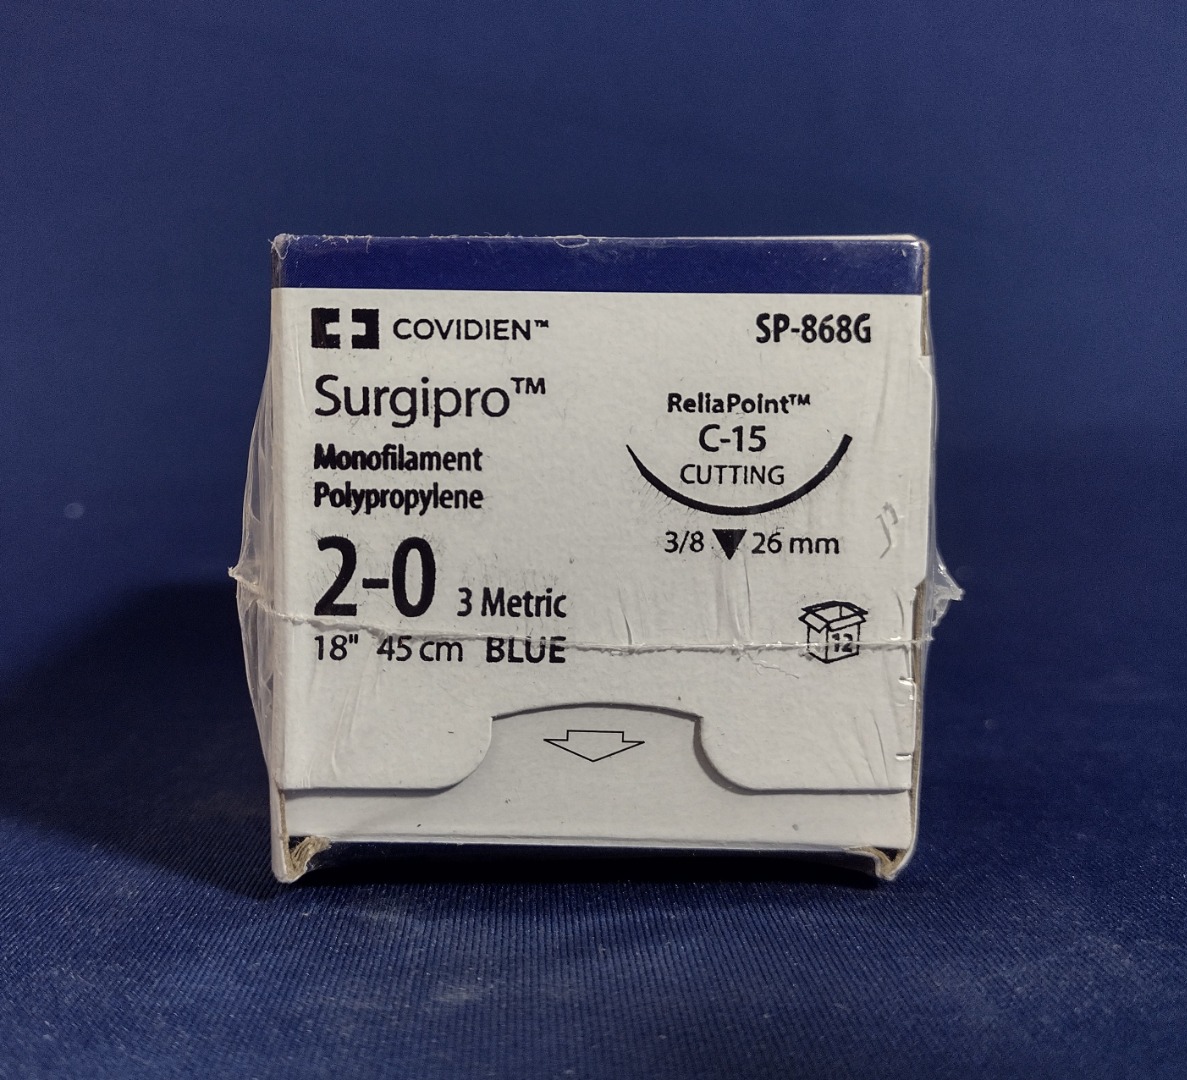 COVIDIEN™
SP-868G
Surgipro™
Monofilament
Polypropylene
ReliaPoint™
C-15
CUTTING
3/8 26 mm
2-0 3 Metric
18" 45 cm BLUE
12